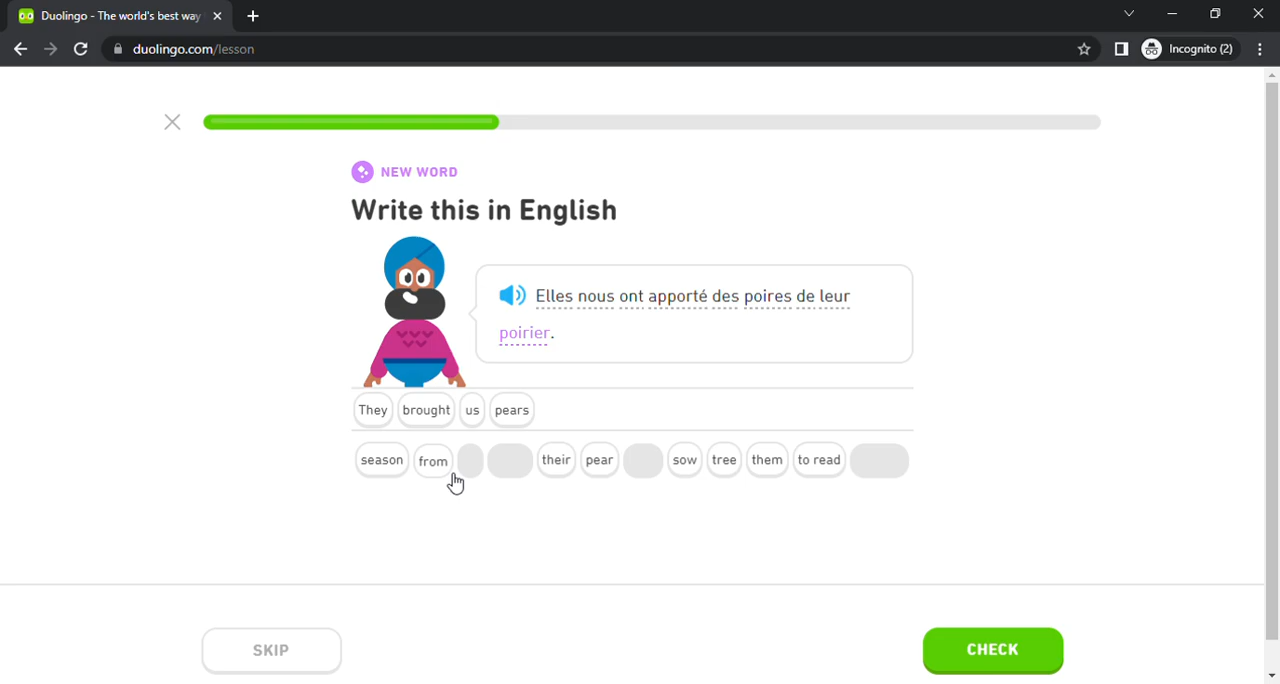 Duolingo - The world's best way
duolingo.com/lesson
Incognito (2)
NEW WORD
Write this in English
Elles nous ont apporté des poires de leur
poirier.
They brought us pears
season from their pear sow tree them to read
SKIP
CHECK